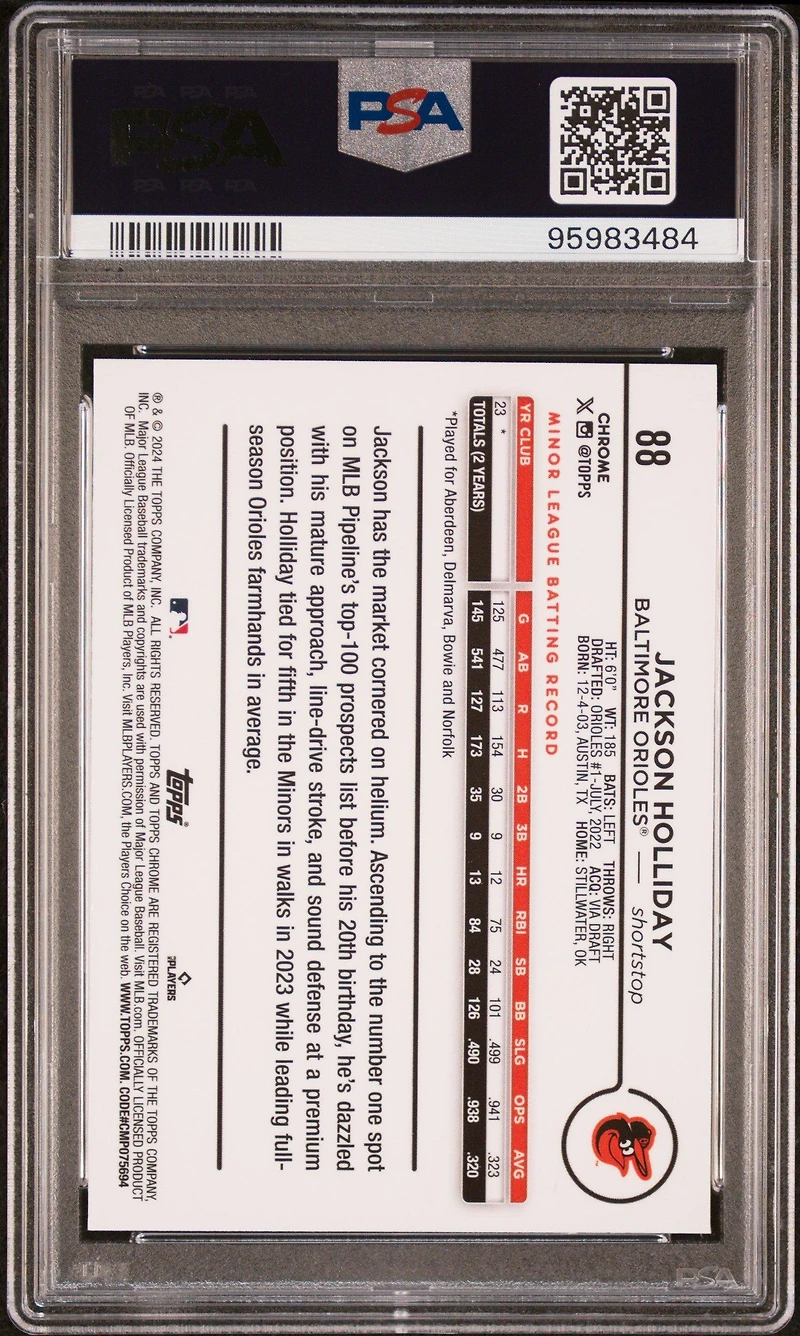 PSA
95983484
88
JACKSON HOLLIDAY
BALTIMORE ORIOLES® — shortstop
CHROME
X @TOPPS
HT: 6'0" WT: 185 BATS: LEFT THROWS: RIGHT
DRAFTED: ORIOLES #1-JULY, 2022 ACQ: VIA DRAFT
BORN: 12-4-03, AUSTIN, TX HOME: STILLWATER, OK
MINOR LEAGUE BATTING RECORD
YR CLUB G AB R H 2B 3B HR RBI SB BB SLG OPS AVG
23 * 125 477 113 154 30 9 12 75 24 101 .499 .941 .323
TOTALS (2 YEARS) 145 541 127 173 35 9 13 84 28 126 .490 .938 .320
*Played for Aberdeen, Delmarva, Bowie and Norfolk
Jackson has the market cornered on helium. Ascending to the number one spot
on MLB Pipeline's top-100 prospects list before his 20th birthday, he's dazzled
with his mature approach, line-drive stroke, and sound defense at a premium
position. Holliday tied for fifth in the Minors in walks in 2023 while leading full-
season Orioles farmhands in average.
topps®
PLAYERS
® & © 2024 THE TOPPS COMPANY, INC. ALL RIGHTS RESERVED. TOPPS AND TOPPS CHROME ARE REGISTERED TRADEMARKS OF THE TOPPS COMPANY,
INC. Major League Baseball trademarks and copyrights are used with permission of Major League Baseball. Visit MLB.com. OFFICIALLY LICENSED PRODUCT
OF MLB Players, Inc. Visit MLBPLAYERS.COM, the Players Choice on the web. WWW.TOPPS.COM. CODE#CMP075694
PSA